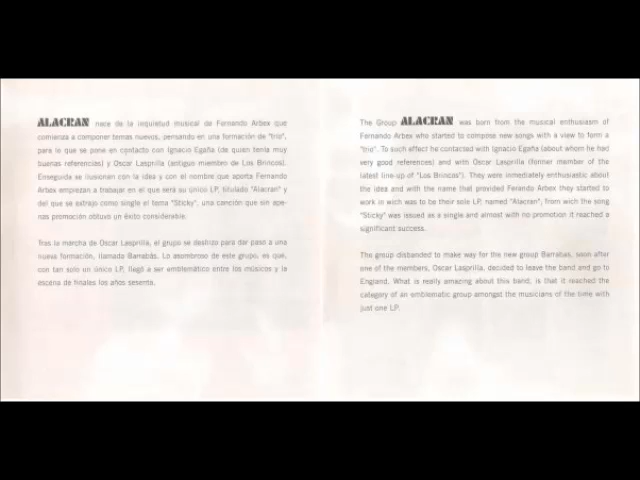 ALACRAN nace de la inquietud musical de Fernando Arbex que
comienza a componer temas nuevos, pensando en una formación de "trio",
para lo que se pone en contacto con Ignacio Egaña (de quien tenía muy
buenas referencias) y Oscar Lasprilla (antiguo miembro de Los Brincos).
Enseguida se ilusionan con la idea y con el nombre que aporta Fernando
Arbex empiezan a trabajar en el que será su único LP, titulado "Alacran" y
del que se extrajo como single el tema "Sticky", una canción que sin ape-
nas promoción obtuvo un éxito considerable.
Tras la marcha de Oscar Lasprilla, el grupo se deshizo para dar paso a una
nueva formación, llamada Barrabás. Lo asombroso de este grupo, es que,
con tan solo un único LP, llegó a ser emblemático entre los músicos y la
escena de finales los años sesenta.
The Group ALACRAN was born from the musical enthusiasm of
Fernando Arbex who started to compose new songs with a view to form a
"trio". To such effect he contacted with Ignacio Egaña (about whom he had
very good references) and with Oscar Lasprilla (former member of the
latest line-up of "Los Brincos"). They were inmediately enthusiastic about
the idea and with the name that provided Ferando Arbex they started to
work in wich was to be their solo LP, named "Alacran", from wich the song
"Sticky" was issued as a single and almost with no promotion it reached a
significant success.
The group disbanded to make way for the new group Barrabas, soon after
one of the members, Oscar Lasprilla, decided to leave the band and go to
England. What is really amazing about this band, is that it reached the
category of an emblematic group amongst the musicians of the time with
just one LP.